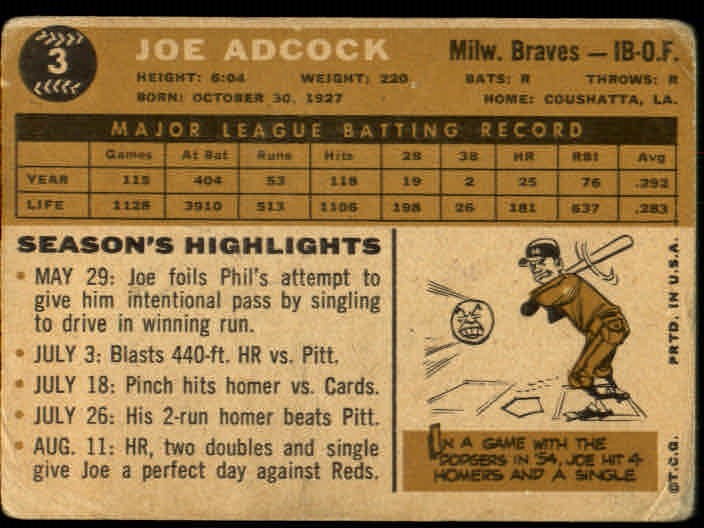 3
JOE ADCOCK Milw. Braves — IB-O.F.
HEIGHT: 6:04 WEIGHT: 220 BATS: R THROWS: R
BORN: OCTOBER 30, 1927 HOME: COUSHATTA, LA.
MAJOR LEAGUE BATTING RECORD
Games At Bat Runs Hits 2B 3B HR RBI Avg
YEAR 115 404 53 118 19 2 25 76 .292
LIFE 1128 3910 513 1106 198 26 181 637 .283
SEASON'S HIGHLIGHTS
• MAY 29: Joe foils Phil's attempt to
give him intentional pass by singling
to drive in winning run.
• JULY 3: Blasts 440-ft. HR vs. Pitt.
• JULY 18: Pinch hits homer vs. Cards.
• JULY 26: His 2-run homer beats Pitt.
• AUG. 11: HR, two doubles and single
give Joe a perfect day against Reds.
IN A GAME WITH THE
DODGERS IN '54, JOE HIT 4
HOMERS AND A SINGLE
©T.C.G. PRTD. IN U.S.A.